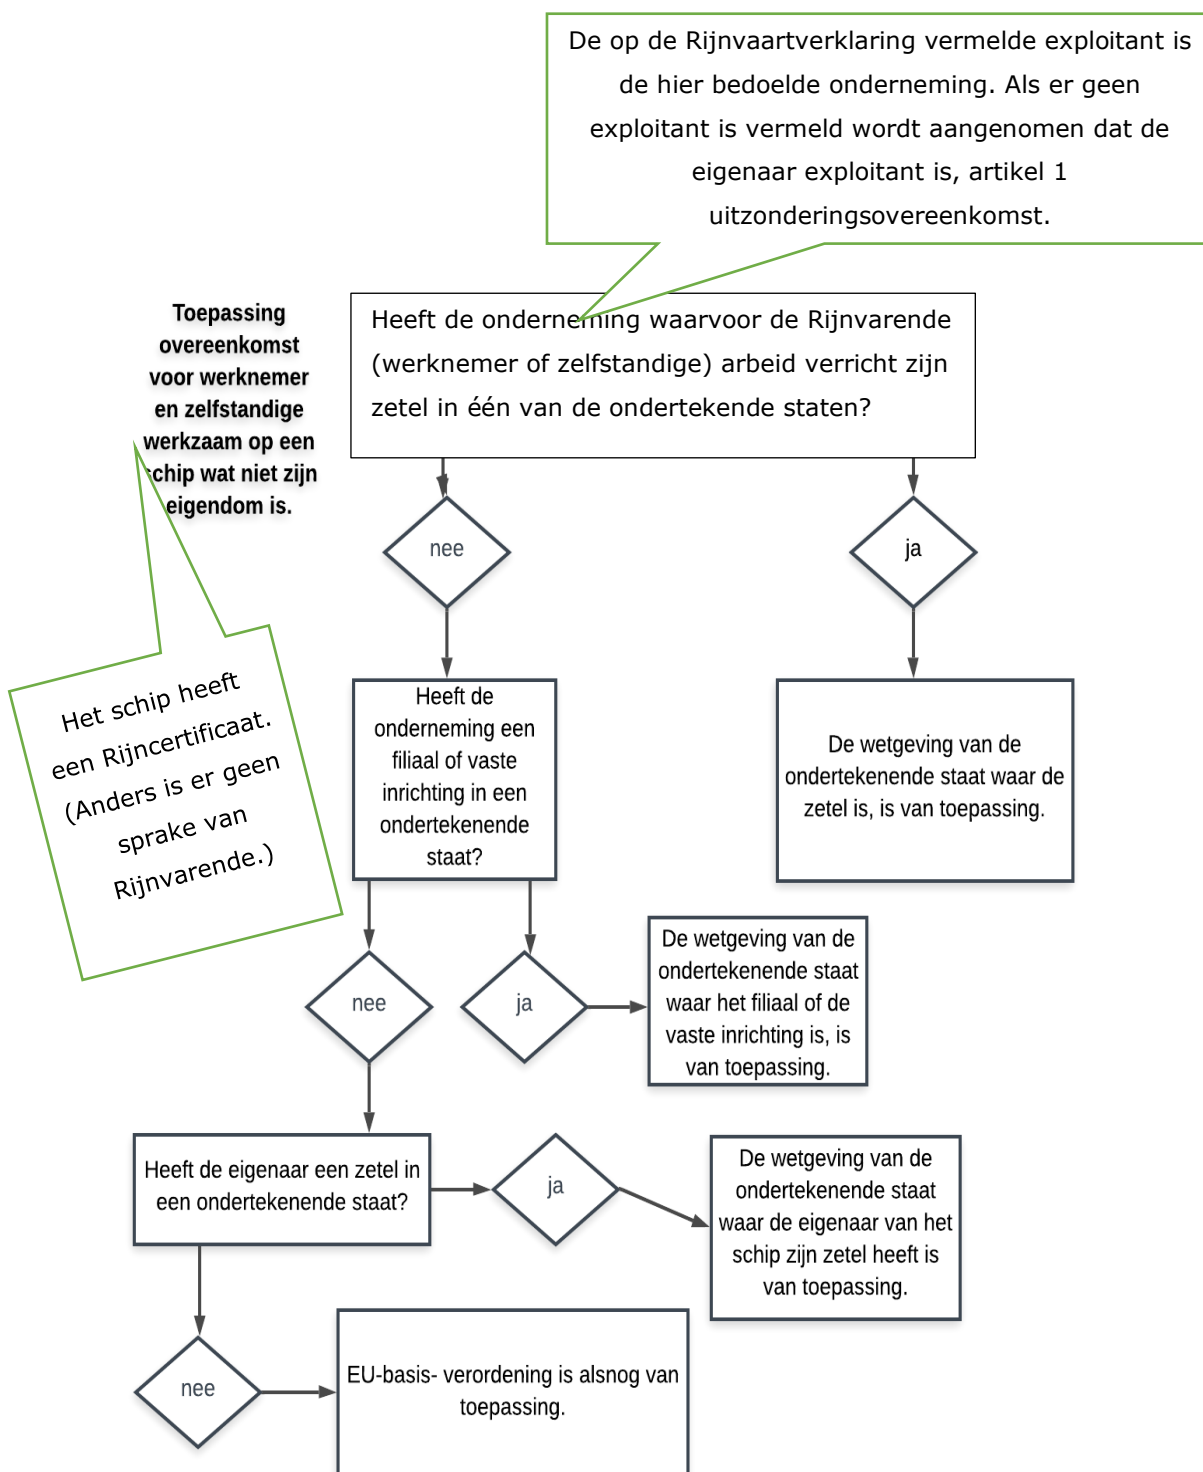 De op de Rijnvaartverklaring vermelde exploitant is
de hier bedoelde onderneming. Als er geen
exploitant is vermeld wordt aangenomen dat de
eigenaar exploitant is, artikel 1
uitzonderingsovereenkomst.
Toepassing
overeenkomst
voor werknemer
en zelfstandige
werkzaam op een
schip wat niet zijn
eigendom is.
Heeft de onderneming waarvoor de Rijnvarende
(werknemer of zelfstandige) arbeid verricht zijn
zetel in één van de ondertekende staten?
nee
ja
Het schip heeft
een Rijncertificaat.
(Anders is er geen
sprake van
Rijnvarende.)
Heeft de
onderneming een
filiaal of vaste
inrichting in een
ondertekenende
staat?
De wetgeving van de
ondertekenende staat waar de
zetel is, is van toepassing.
nee
ja
De wetgeving van de
ondertekenende staat
waar het filiaal of de
vaste inrichting is, is
van toepassing.
Heeft de eigenaar een zetel in
een ondertekenende staat?
ja
De wetgeving van de
ondertekenende staat
waar de eigenaar van het
schip zijn zetel heeft is
van toepassing.
nee
EU-basis- verordening is alsnog van
toepassing.